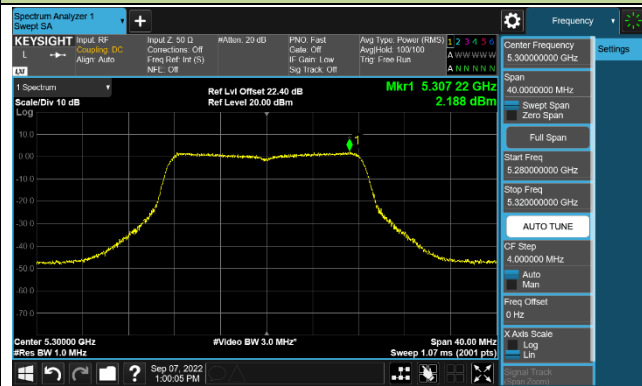 Spectrum Analyzer 1
Swept SA
Frequency
KEYSIGHT
Input: RF
Coupling: DC
Align: Auto
Input Z: 50 Ω
Corrections: Off
Freq Ref: Int (S)
NFE: Off
#Atten: 20 dB
PNO: Fast
Gate: Off
IF Gain: Low
Sig Track: Off
Avg Type: Power (RMS)
Avg|Hold: 100/100
Trig: Free Run
1 2 3 4 5 6
A W W W W W
A N N N N N
L
LXI
1 Spectrum
Scale/Div 10 dB
Log
Ref Lvl Offset 22.40 dB
Ref Level 20.00 dBm
Mkr1 5.307 22 GHz
2.188 dBm
1
10.0
0.00
-10.0
-20.0
-30.0
-40.0
-50.0
-60.0
-70.0
Center 5.30000 GHz
#Res BW 1.0 MHz
#Video BW 3.0 MHz*
Span 40.00 MHz
Sweep 1.07 ms (2001 pts)
Sep 07, 2022
1:00:05 PM
Center Frequency
5.300000000 GHz
Settings
Span
40.0000000 MHz
Swept Span
Zero Span
Full Span
Start Freq
5.280000000 GHz
Stop Freq
5.320000000 GHz
AUTO TUNE
CF Step
4.000000 MHz
Auto
Man
Freq Offset
0 Hz
X Axis Scale
Log
Lin
Signal Track
(Span Zoom)